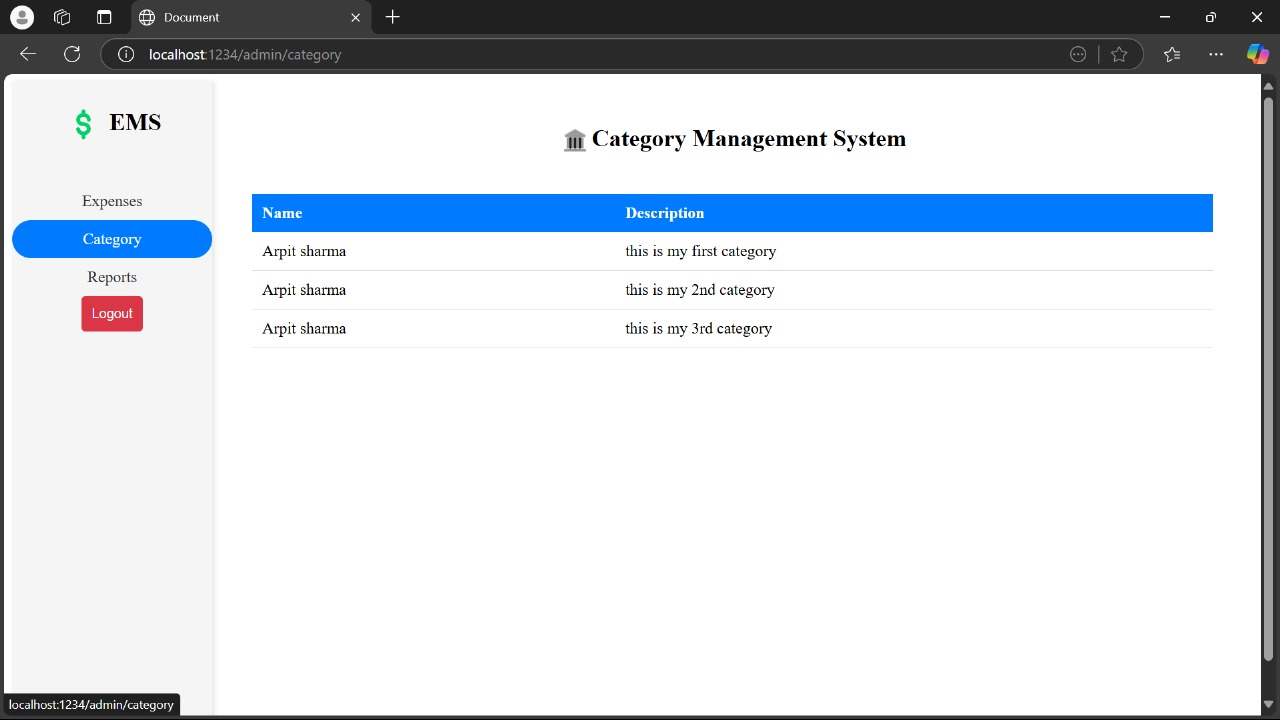 Document
localhost:1234/admin/category
EMS
Expenses
Category
Reports
Logout
Category Management System
Name Description
Arpit sharma this is my first category
Arpit sharma this is my 2nd category
Arpit sharma this is my 3rd category
localhost:1234/admin/category